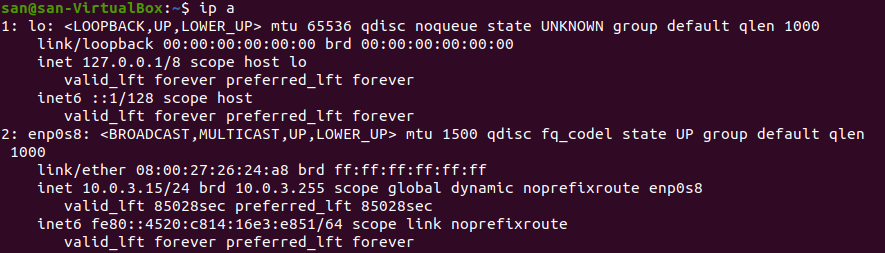 san@san-VirtualBox:~$ ip a
1: lo: <LOOPBACK,UP,LOWER_UP> mtu 65536 qdisc noqueue state UNKNOWN group default qlen 1000
    link/loopback 00:00:00:00:00:00 brd 00:00:00:00:00:00
    inet 127.0.0.1/8 scope host lo
       valid_lft forever preferred_lft forever
    inet6 ::1/128 scope host
       valid_lft forever preferred_lft forever
2: enp0s8: <BROADCAST,MULTICAST,UP,LOWER_UP> mtu 1500 qdisc fq_codel state UP group default qlen
 1000
    link/ether 08:00:27:26:24:a8 brd ff:ff:ff:ff:ff:ff
    inet 10.0.3.15/24 brd 10.0.3.255 scope global dynamic noprefixroute enp0s8
       valid_lft 85028sec preferred_lft 85028sec
    inet6 fe80::4520:c814:16e3:e851/64 scope link noprefixroute
       valid_lft forever preferred_lft forever